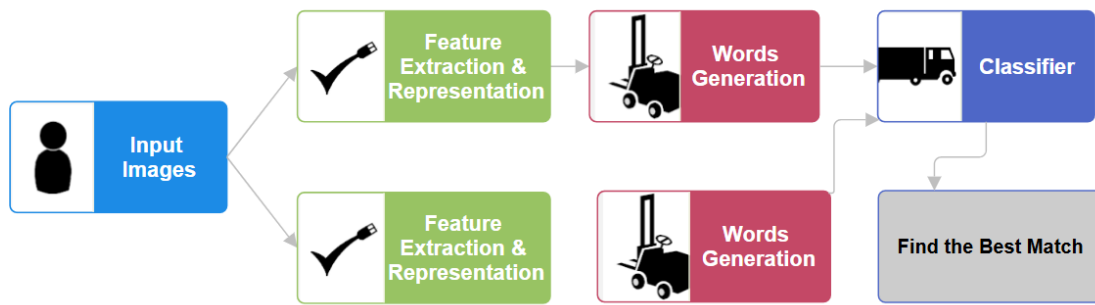 Input
Images
Feature
Extraction &
Representation
Words
Generation
Classifier
Feature
Extraction &
Representation
Words
Generation
Find the Best Match